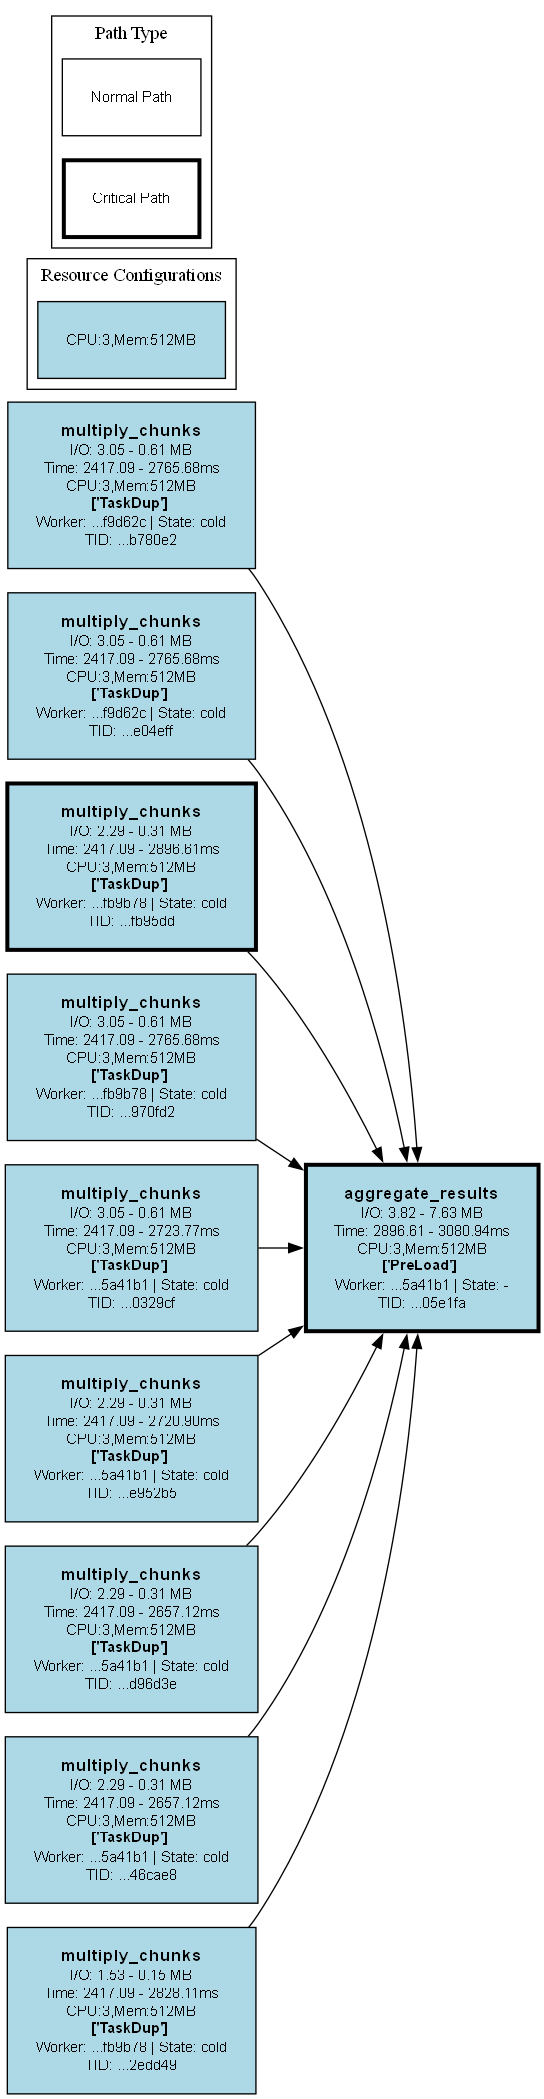 Path Type
Normal Path
Critical Path
Resource Configurations
CPU:3,Mem:512MB
multiply_chunks
I/O: 3.05 - 0.61 MB
Time: 2417.09 - 2765.68ms
CPU:3,Mem:512MB
['TaskDup']
Worker: ...f9d62c | State: cold
TID: ...b780e2
multiply_chunks
I/O: 3.05 - 0.61 MB
Time: 2417.09 - 2765.68ms
CPU:3,Mem:512MB
['TaskDup']
Worker: ...f9d62c | State: cold
TID: ...e04eff
multiply_chunks
I/O: 2.29 - 0.31 MB
Time: 2417.09 - 2896.61ms
CPU:3,Mem:512MB
['TaskDup']
Worker: ...fb9b78 | State: cold
TID: ...fb95dd
multiply_chunks
I/O: 3.05 - 0.61 MB
Time: 2417.09 - 2765.68ms
CPU:3,Mem:512MB
['TaskDup']
Worker: ...fb9b78 | State: cold
TID: ...970fd2
multiply_chunks
I/O: 3.05 - 0.61 MB
Time: 2417.09 - 2723.77ms
CPU:3,Mem:512MB
['TaskDup']
Worker: ...5a41b1 | State: cold
TID: ...0329cf
aggregate_results
I/O: 3.82 - 7.63 MB
Time: 2896.61 - 3080.94ms
CPU:3,Mem:512MB
['PreLoad']
Worker: ...5a41b1 | State: -
TID: ...05e1fa
multiply_chunks
I/O: 2.29 - 0.31 MB
Time: 2417.09 - 2720.90ms
CPU:3,Mem:512MB
['TaskDup']
Worker: ...5a41b1 | State: cold
TID: ...e952b5
multiply_chunks
I/O: 2.29 - 0.31 MB
Time: 2417.09 - 2657.12ms
CPU:3,Mem:512MB
['TaskDup']
Worker: ...5a41b1 | State: cold
TID: ...d96d3e
multiply_chunks
I/O: 2.29 - 0.31 MB
Time: 2417.09 - 2657.12ms
CPU:3,Mem:512MB
['TaskDup']
Worker: ...5a41b1 | State: cold
TID: ...46cae8
multiply_chunks
I/O: 1.53 - 0.15 MB
Time: 2417.09 - 2828.11ms
CPU:3,Mem:512MB
['TaskDup']
Worker: ...fb9b78 | State: cold
TID: ...2edd49